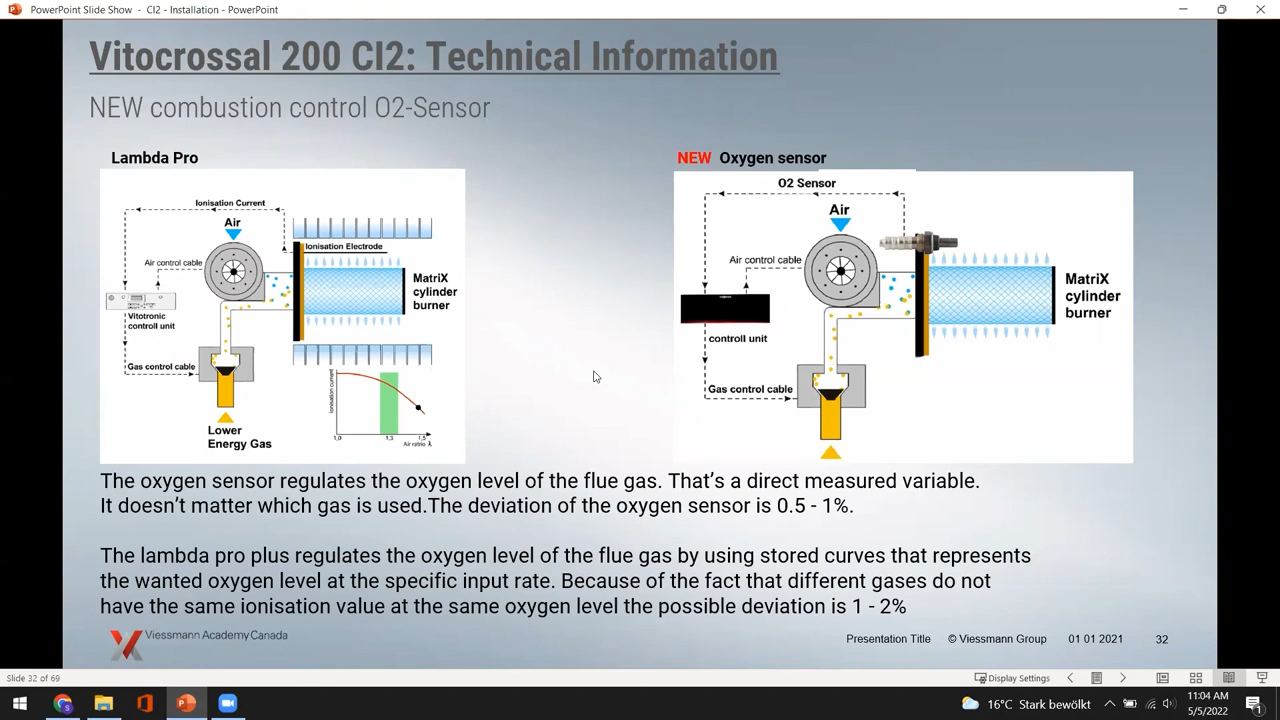 PowerPoint Slide Show - CI2 - Installation - PowerPoint
Vitocrossal 200 CI2: Technical Information
NEW combustion control O2-Sensor
Lambda Pro
Ionisation Current
Air
Ionisation Electrode
Air control cable
MatriX
cylinder
burner
Vitotronic
controll unit
Gas control cable
Lower
Energy Gas
ionisation current
1,0
1,3
1,5
Air ratrio λ
NEW Oxygen sensor
O2 Sensor
Air
Air control cable
MatriX
cylinder
burner
controll unit
Gas control cable
The oxygen sensor regulates the oxygen level of the flue gas. That's a direct measured variable.
It doesn't matter which gas is used.The deviation of the oxygen sensor is 0.5 - 1%.
The lambda pro plus regulates the oxygen level of the flue gas by using stored curves that represents
the wanted oxygen level at the specific input rate. Because of the fact that different gases do not
have the same ionisation value at the same oxygen level the possible deviation is 1 - 2%
Viessmann Academy Canada
Presentation Title © Viessmann Group 01 01 2021 32
Slide 32 of 69
Display Settings
16°C Stark bewölkt
11:04 AM
5/5/2022
1